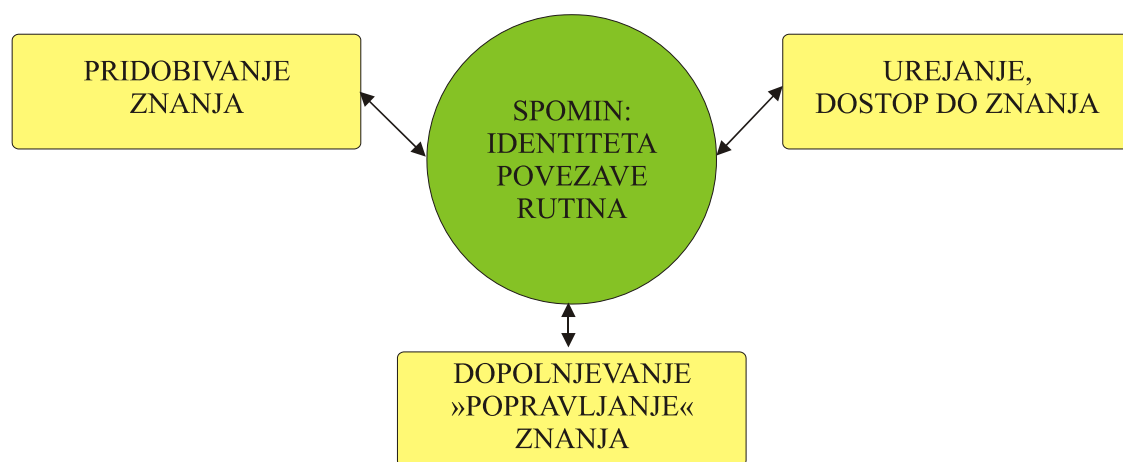 PRIDOBIVANJE
ZNANJA
SPOMIN:
IDENTITETA
POVEZAVE
RUTINA
UREJANJE,
DOSTOP DO ZNANJA
DOPOLNJEVANJE
»POPRAVLJANJE«
ZNANJA